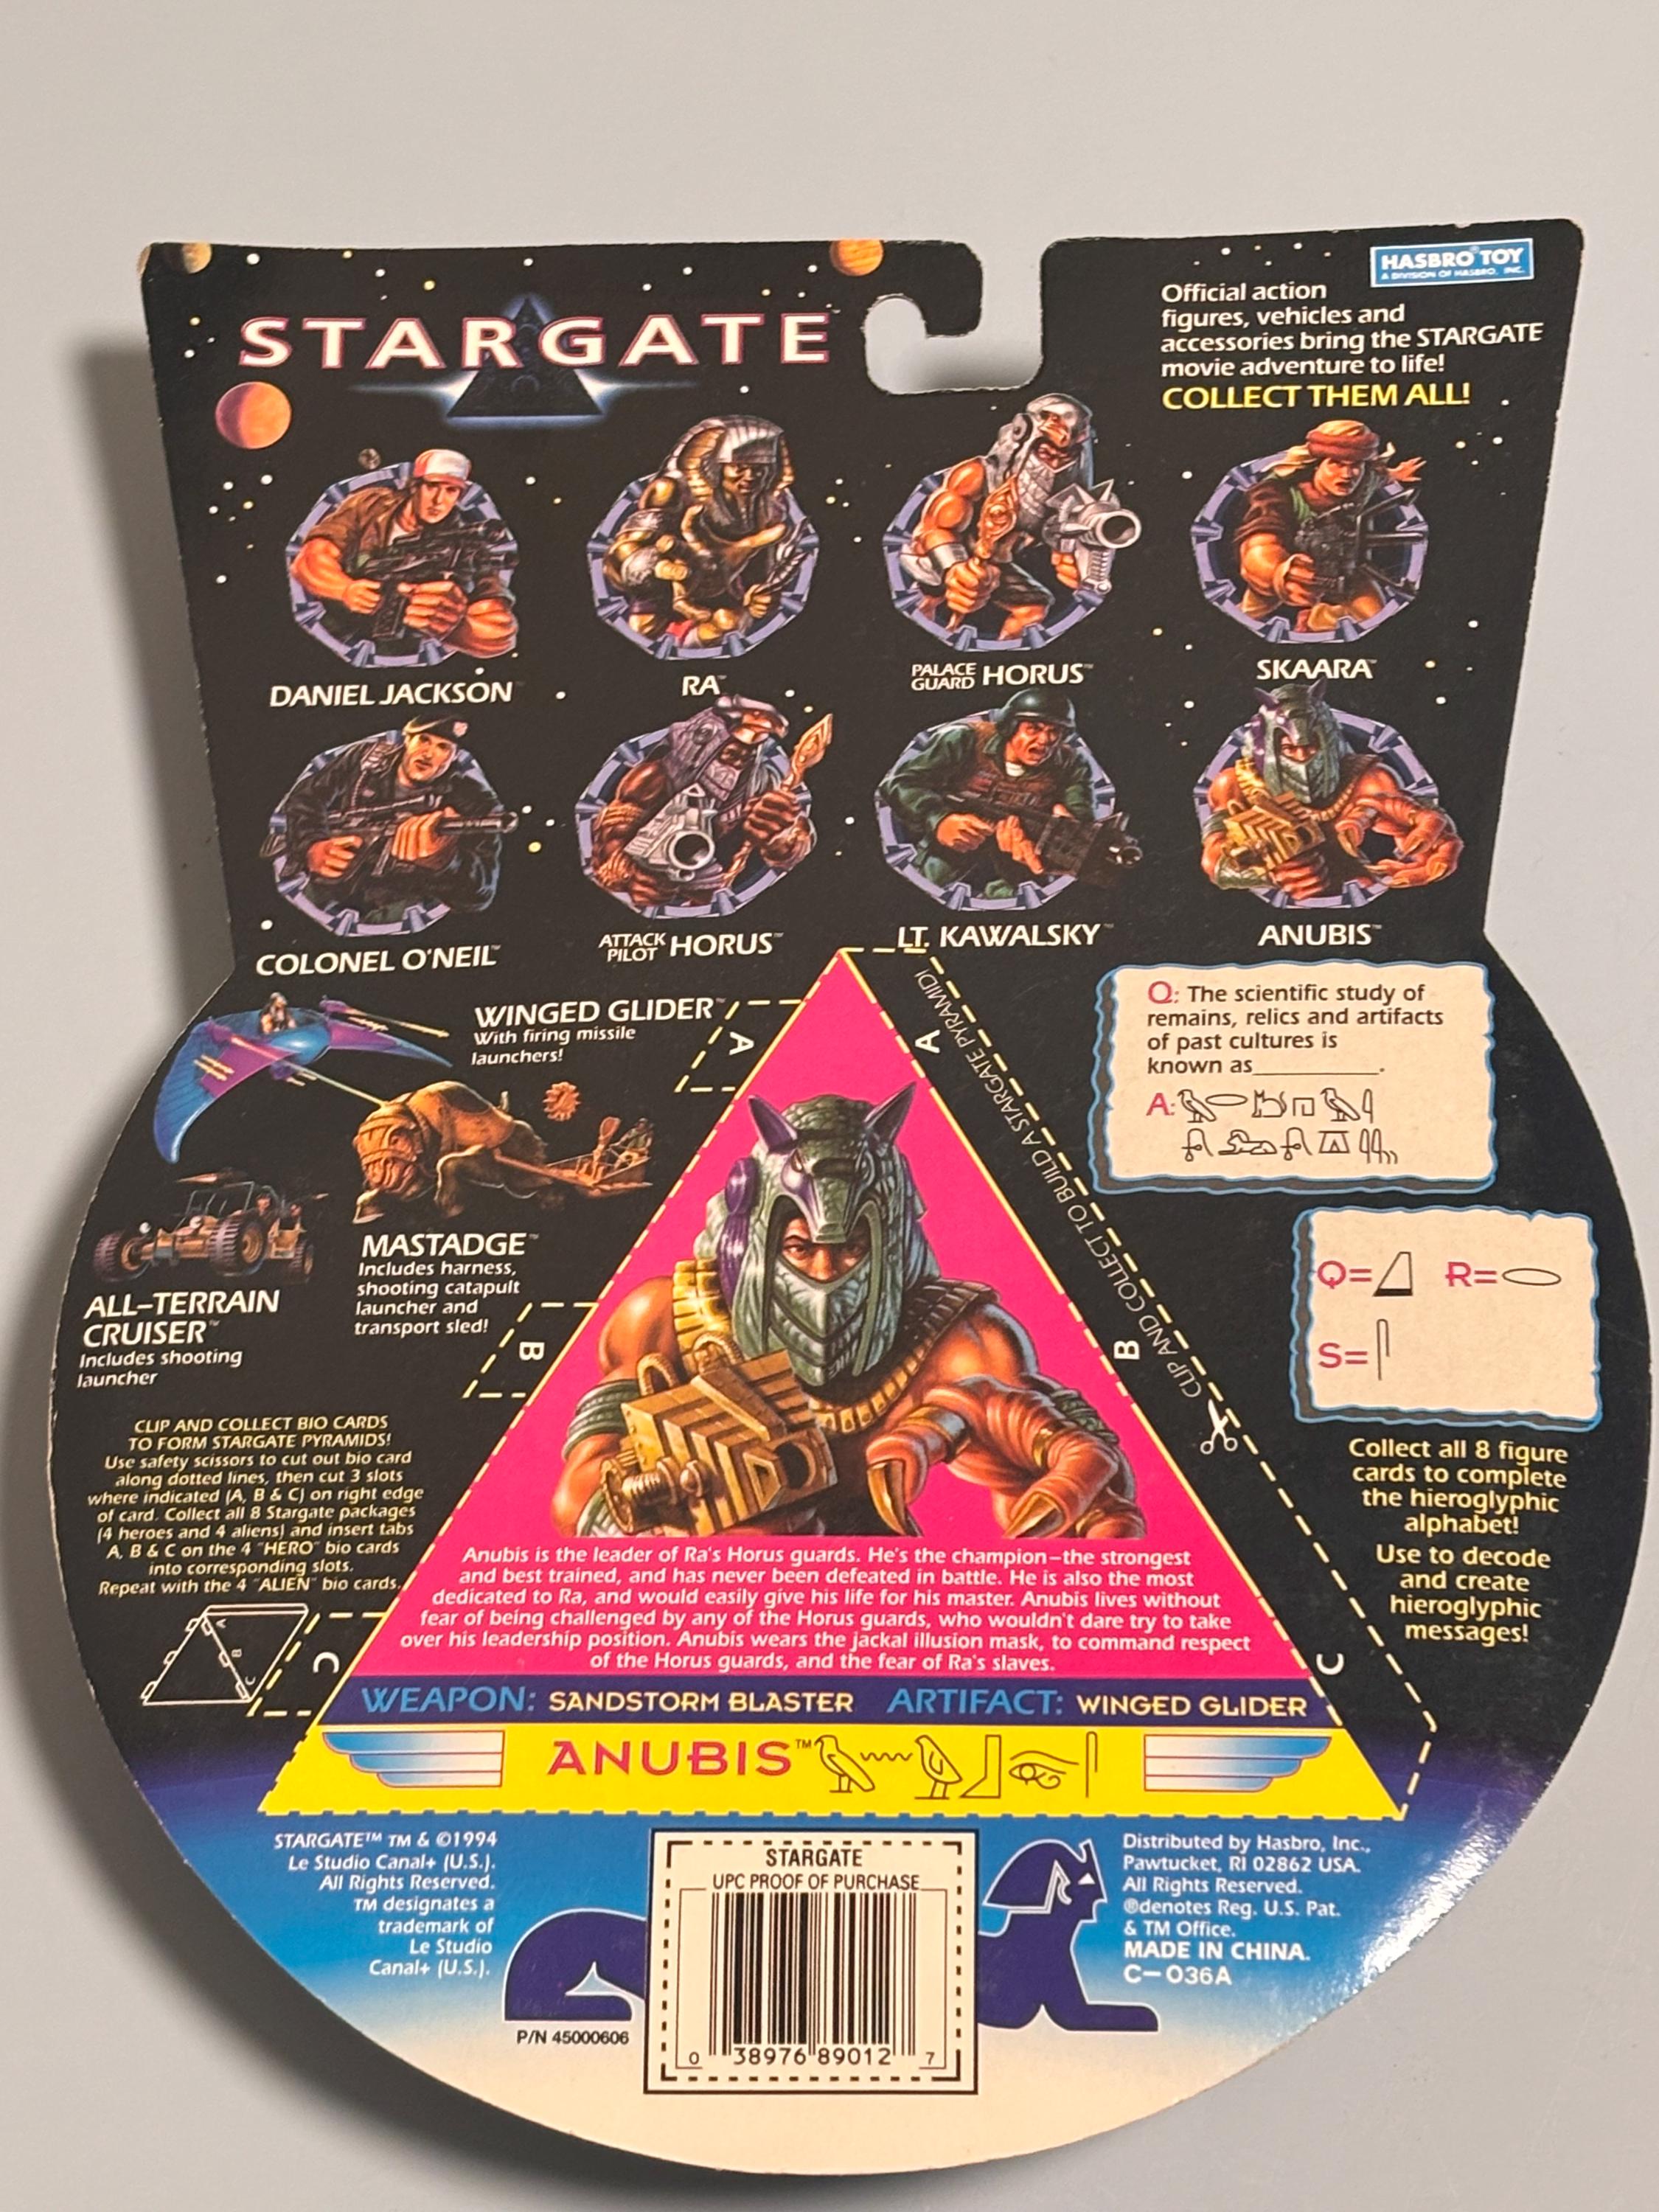 HASBRO® TOY
A DIVISION OF HASBRO, INC.
STARGATE™
Official action
figures, vehicles and
accessories bring the STARGATE
movie adventure to life!
COLLECT THEM ALL!
DANIEL JACKSON™
RA™
PALACE GUARD HORUS™
SKAARA™
COLONEL O'NEIL™
ATTACK PILOT HORUS™
LT. KAWALSKY™
ANUBIS™
WINGED GLIDER™
With firing missile
launchers!
MASTADGE™
Includes harness,
shooting catapult
launcher and
transport sled!
ALL-TERRAIN
CRUISER™
Includes shooting
launcher
CLIP AND COLLECT BIO CARDS
TO FORM STARGATE PYRAMIDS!
Use safety scissors to cut out bio card
along dotted lines, then cut 3 slots
where indicated (A, B & C) on right edge
of card. Collect all 8 Stargate packages
(4 heroes and 4 aliens) and insert tabs
A, B & C on the 4 "HERO" bio cards
into corresponding slots.
Repeat with the 4 "ALIEN" bio cards.
A
B
C
A
B
C
A
B
C
CLIP AND COLLECT TO BUILD A STARGATE PYRAMID!
Q: The scientific study of
remains, relics and artifacts
of past cultures is
known as__________.
A:
Q= R=
S=
Collect all 8 figure
cards to complete
the hieroglyphic
alphabet!
Use to decode
and create
hieroglyphic
messages!
Anubis is the leader of Ra's Horus guards. He's the champion–the strongest
and best trained, and has never been defeated in battle. He is also the most
dedicated to Ra, and would easily give his life for his master. Anubis lives without
fear of being challenged by any of the Horus guards, who wouldn't dare try to take
over his leadership position. Anubis wears the jackal illusion mask, to command respect
of the Horus guards, and the fear of Ra's slaves.
WEAPON: SANDSTORM BLASTER ARTIFACT: WINGED GLIDER
ANUBIS™
STARGATE™ TM & ©1994
Le Studio Canal+ (U.S.).
All Rights Reserved.
TM designates a
trademark of
Le Studio
Canal+ (U.S.).
P/N 45000606
STARGATE
UPC PROOF OF PURCHASE
0 38976 89012 7
Distributed by Hasbro, Inc.,
Pawtucket, RI 02862 USA.
All Rights Reserved.
®denotes Reg. U.S. Pat.
& TM Office.
MADE IN CHINA.
C–036A